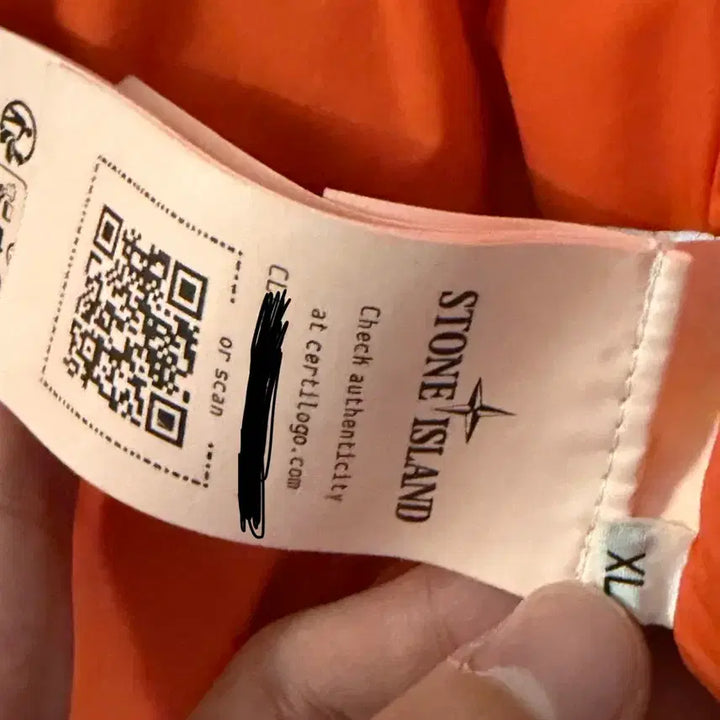 STONE ISLAND
Check authenticity
at certilogo.com
or scan
XL